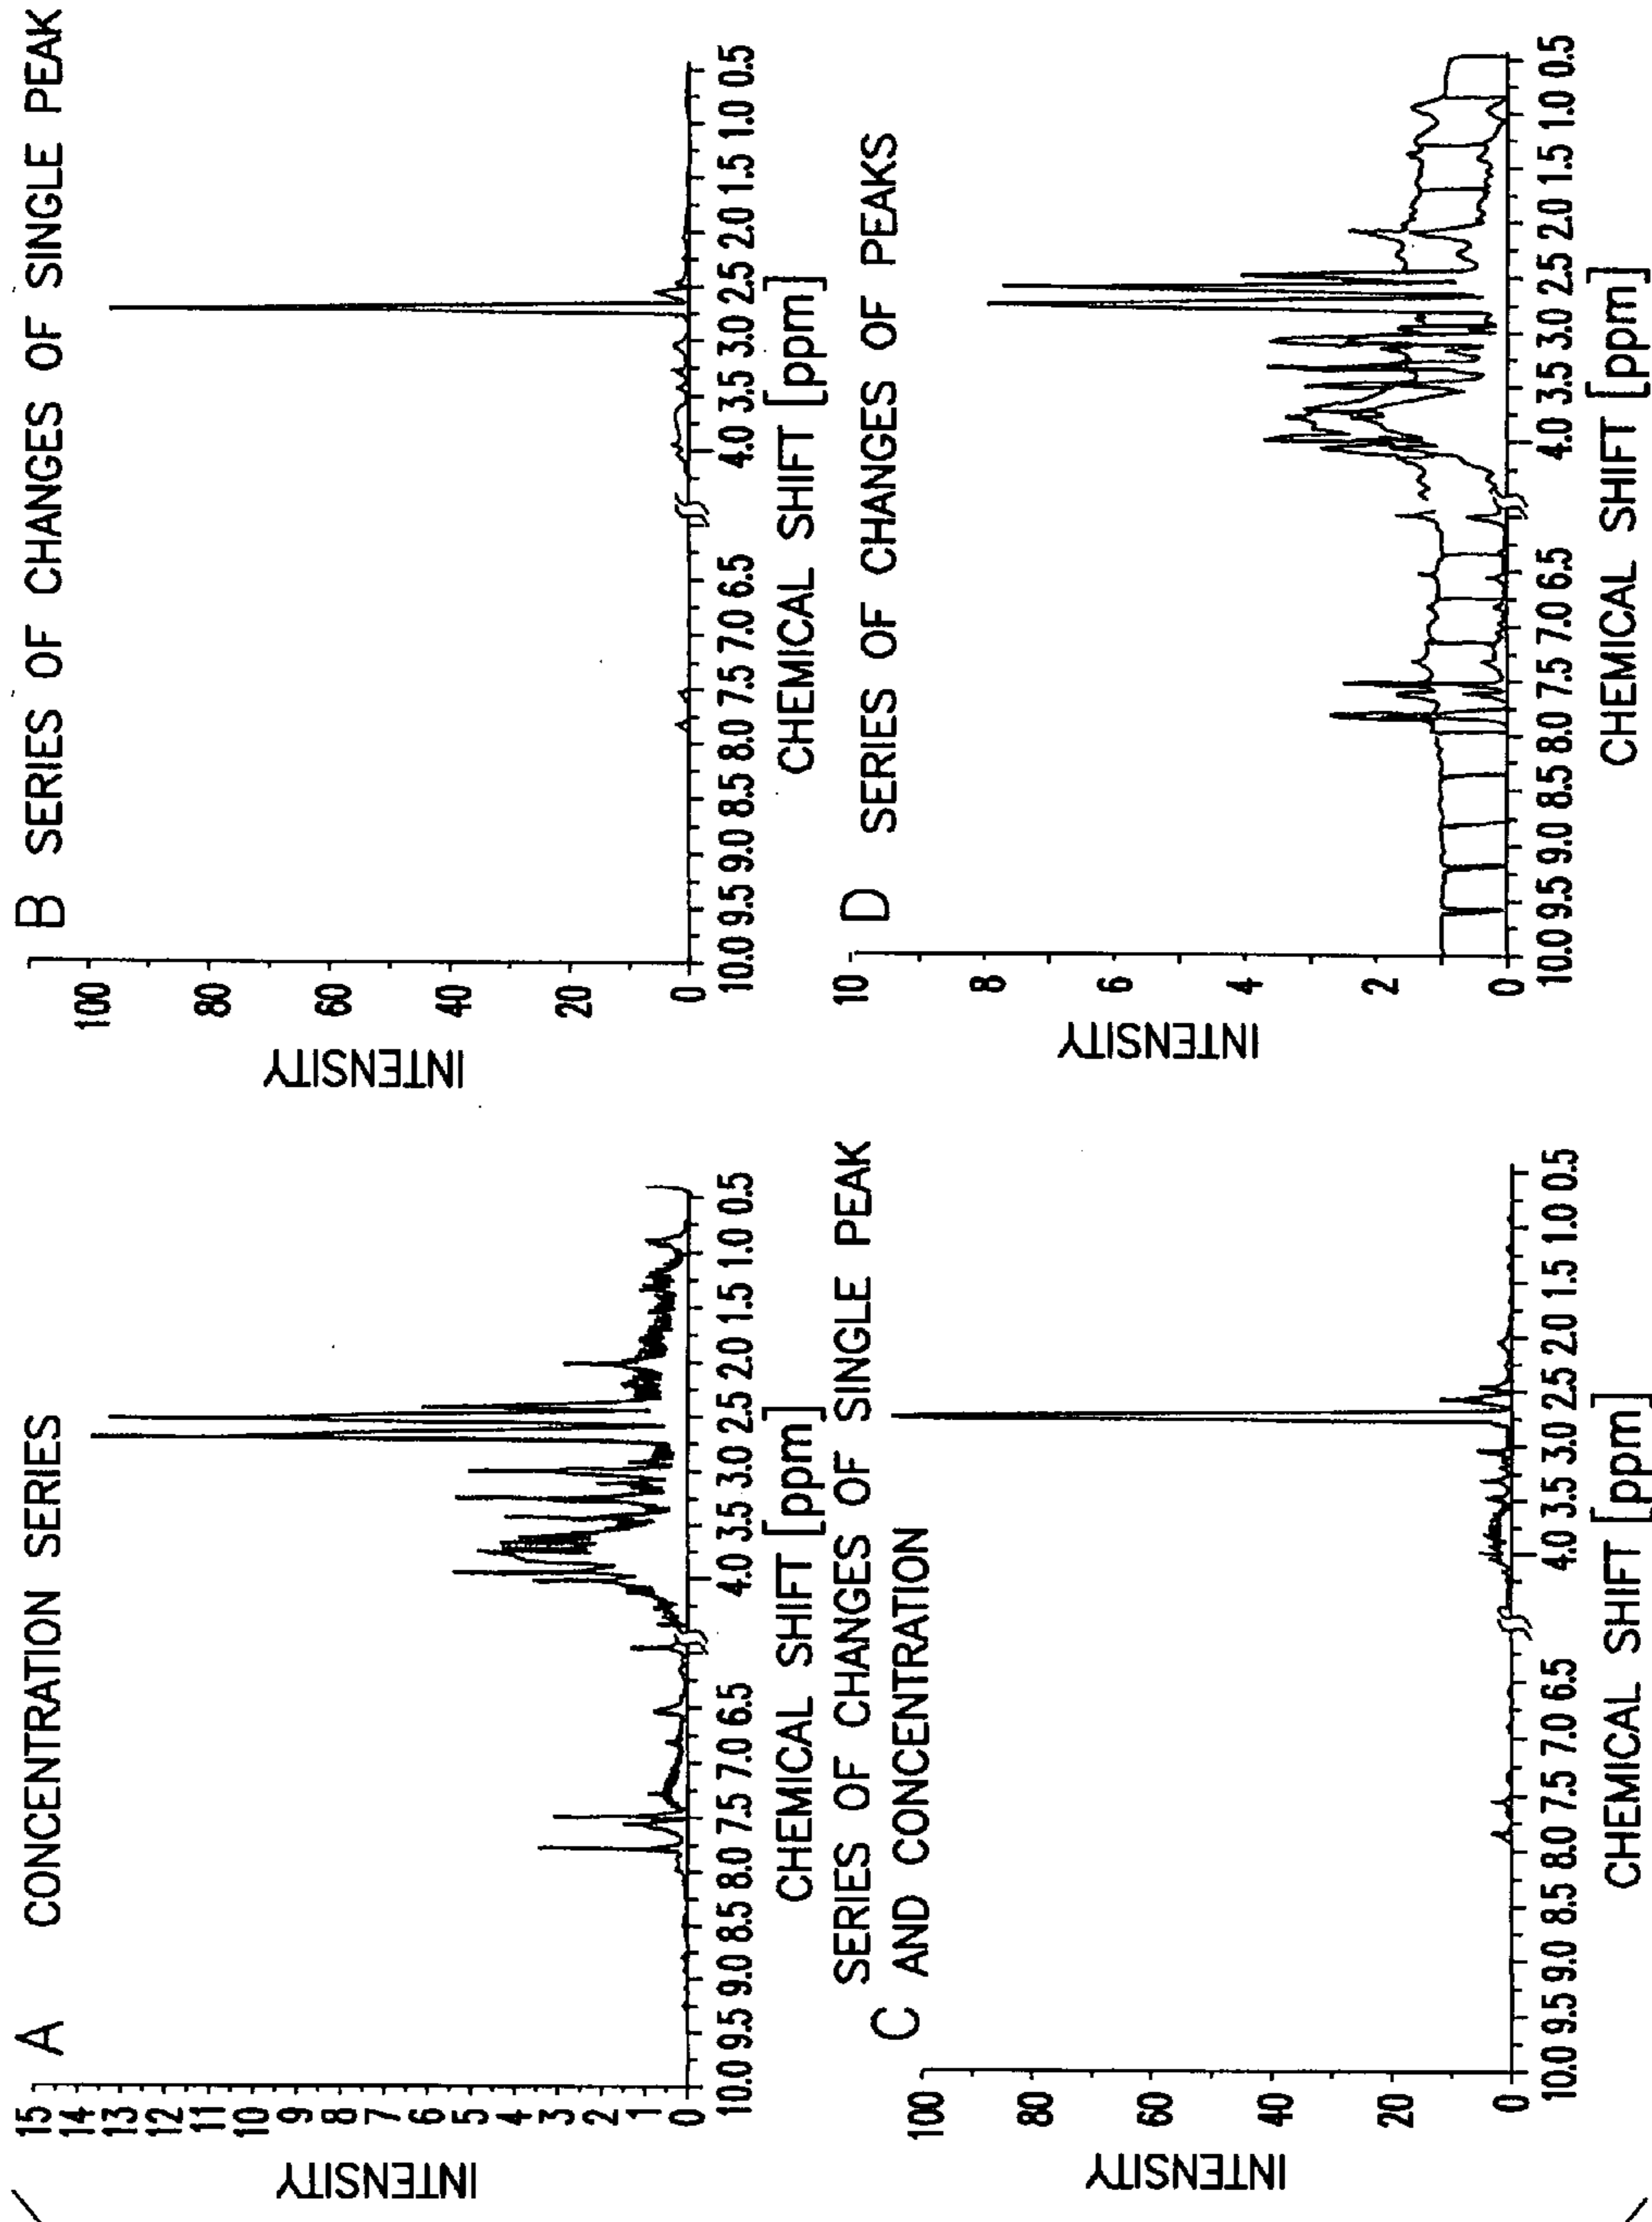 A CONCENTRATION SERIES
INTENSITY
15
14
13
12
11
10
9
8
7
6
5
4
3
2
1
0
10.0 9.5 9.0 8.5 8.0 7.5 7.0 6.5 4.0 3.5 3.0 2.5 2.0 1.5 1.0 0.5
CHEMICAL SHIFT [ppm]
B SERIES OF CHANGES OF SINGLE PEAK
INTENSITY
100
80
60
40
20
0
10.0 9.5 9.0 8.5 8.0 7.5 7.0 6.5 4.0 3.5 3.0 2.5 2.0 1.5 1.0 0.5
CHEMICAL SHIFT [ppm]
SERIES OF CHANGES OF SINGLE PEAK
C AND CONCENTRATION
INTENSITY
100
80
60
40
20
0
10.0 9.5 9.0 8.5 8.0 7.5 7.0 6.5 4.0 3.5 3.0 2.5 2.0 1.5 1.0 0.5
CHEMICAL SHIFT [ppm]
D SERIES OF CHANGES OF PEAKS
INTENSITY
10
8
6
4
2
0
10.0 9.5 9.0 8.5 8.0 7.5 7.0 6.5 4.0 3.5 3.0 2.5 2.0 1.5 1.0 0.5
CHEMICAL SHIFT [ppm]